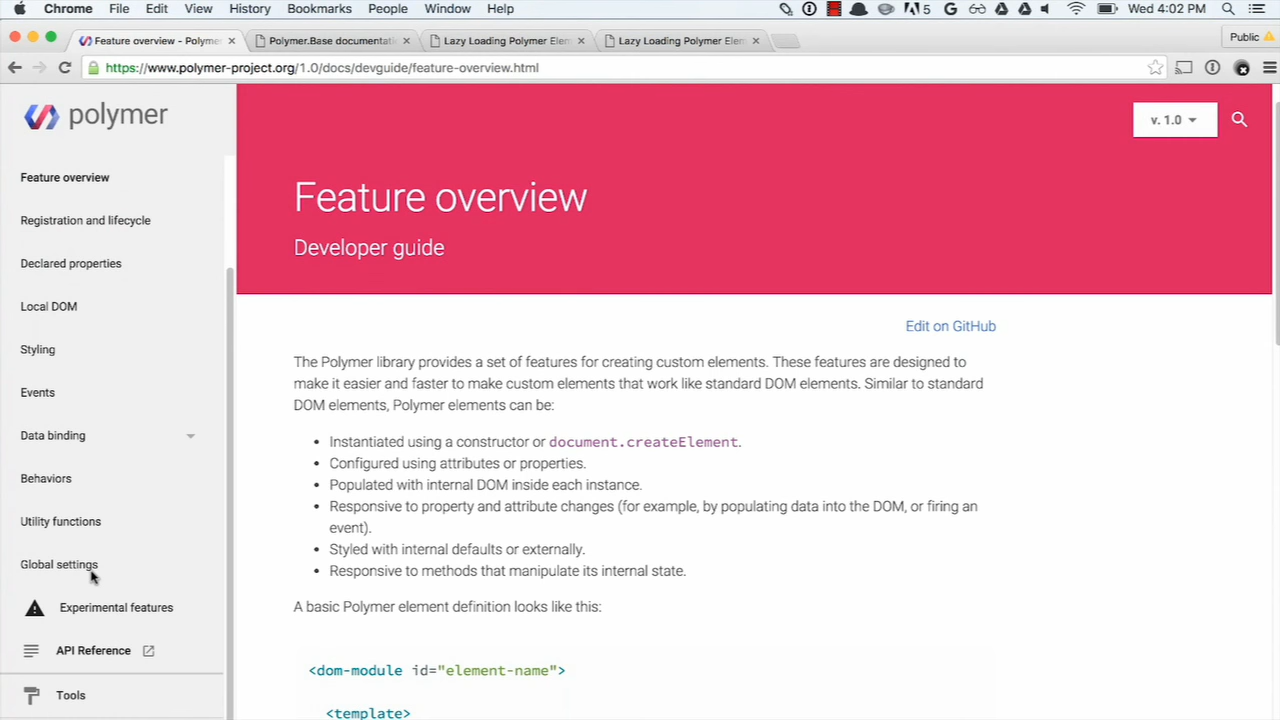 Chrome File Edit View History Bookmarks People Window Help 5 Wed 4:02 PM
Feature overview - Polyme Polymer.Base documentati Lazy Loading Polymer Elem Lazy Loading Polymer Elem Public
https://www.polymer-project.org/1.0/docs/devguide/feature-overview.html
polymer
v. 1.0
Feature overview
Registration and lifecycle
Declared properties
Local DOM
Styling
Events
Data binding
Behaviors
Utility functions
Global settings
Experimental features
API Reference
Tools
Feature overview
Developer guide
Edit on GitHub
The Polymer library provides a set of features for creating custom elements. These features are designed to
make it easier and faster to make custom elements that work like standard DOM elements. Similar to standard
DOM elements, Polymer elements can be:
• Instantiated using a constructor or document.createElement.
• Configured using attributes or properties.
• Populated with internal DOM inside each instance.
• Responsive to property and attribute changes (for example, by populating data into the DOM, or firing an
event).
• Styled with internal defaults or externally.
• Responsive to methods that manipulate its internal state.
A basic Polymer element definition looks like this:
<dom-module id="element-name">
<template>